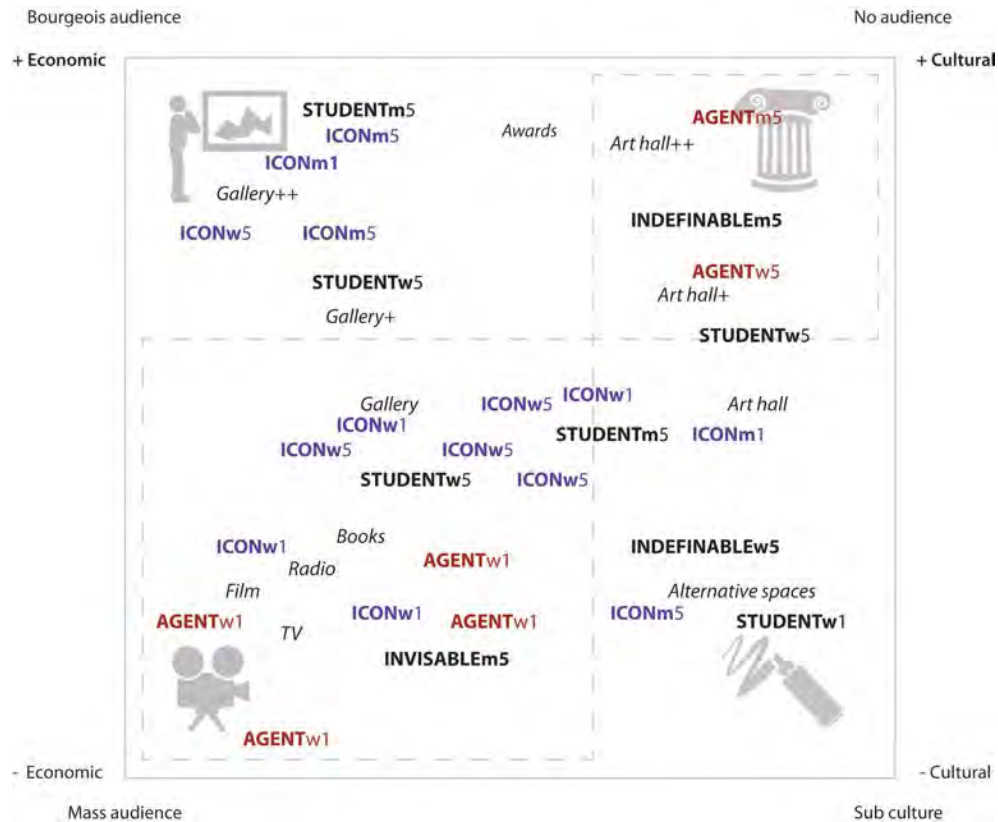 Bourgeois audience
No audience
+ Economic
+ Cultural
STUDENTm5
AGENTm5
ICONm5
Awards
Art hall++
ICONm1
Gallery++
INDEFINABLEm5
ICONw5
ICONm5
AGENTw5
STUDENTw5
Art hall+
Gallery+
STUDENTw5
ICONw1
Gallery
ICONw5
Art hall
ICONw1
STUDENTm5
ICONm1
ICONw5
ICONw5
STUDENTw5
ICONw5
Books
ICONw1
INDEFINABLEw5
AGENTw1
Radio
Film
Alternative spaces
ICONw1
ICONm5
AGENTw1
AGENTw1
STUDENTw1
TV
INVISABLEm5
AGENTw1
- Economic
- Cultural
Mass audience
Sub culture